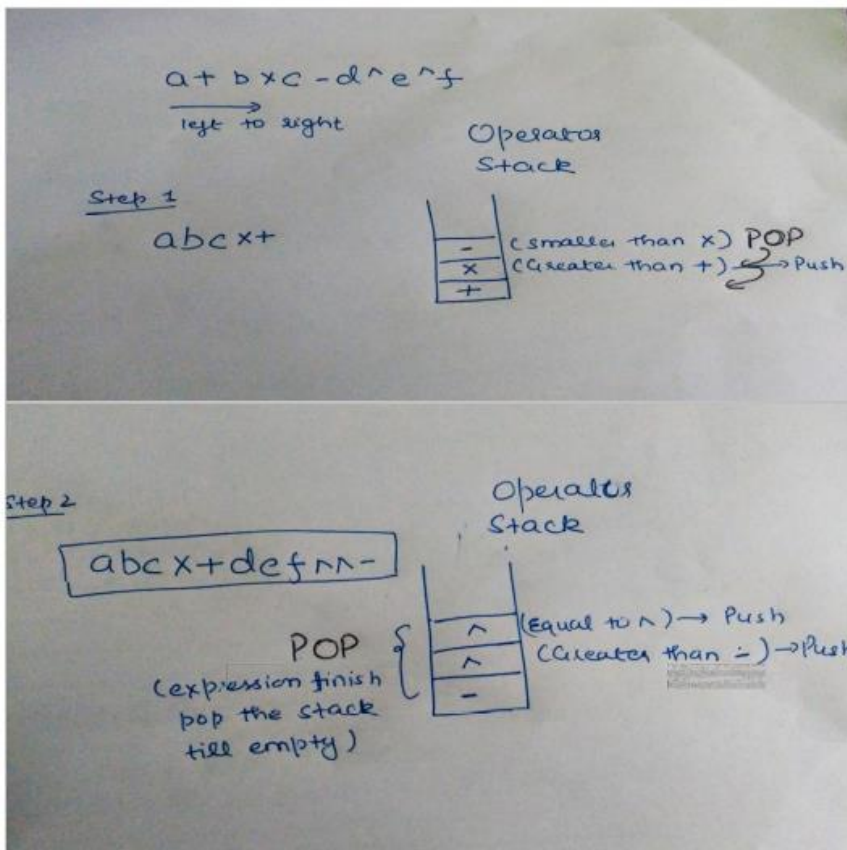 a + b × c - d ^ e ^ f
left to right
Operator
Stack
Step 1
abc×+
- (smaller than ×) POP
× (Greater than +) → Push
+
Step 2
Operator
Stack
abc×+def^^-
^ (Equal to ^) → Push
POP
^ (Greater than -) → Push
(expression finish
-
pop the stack
till empty)